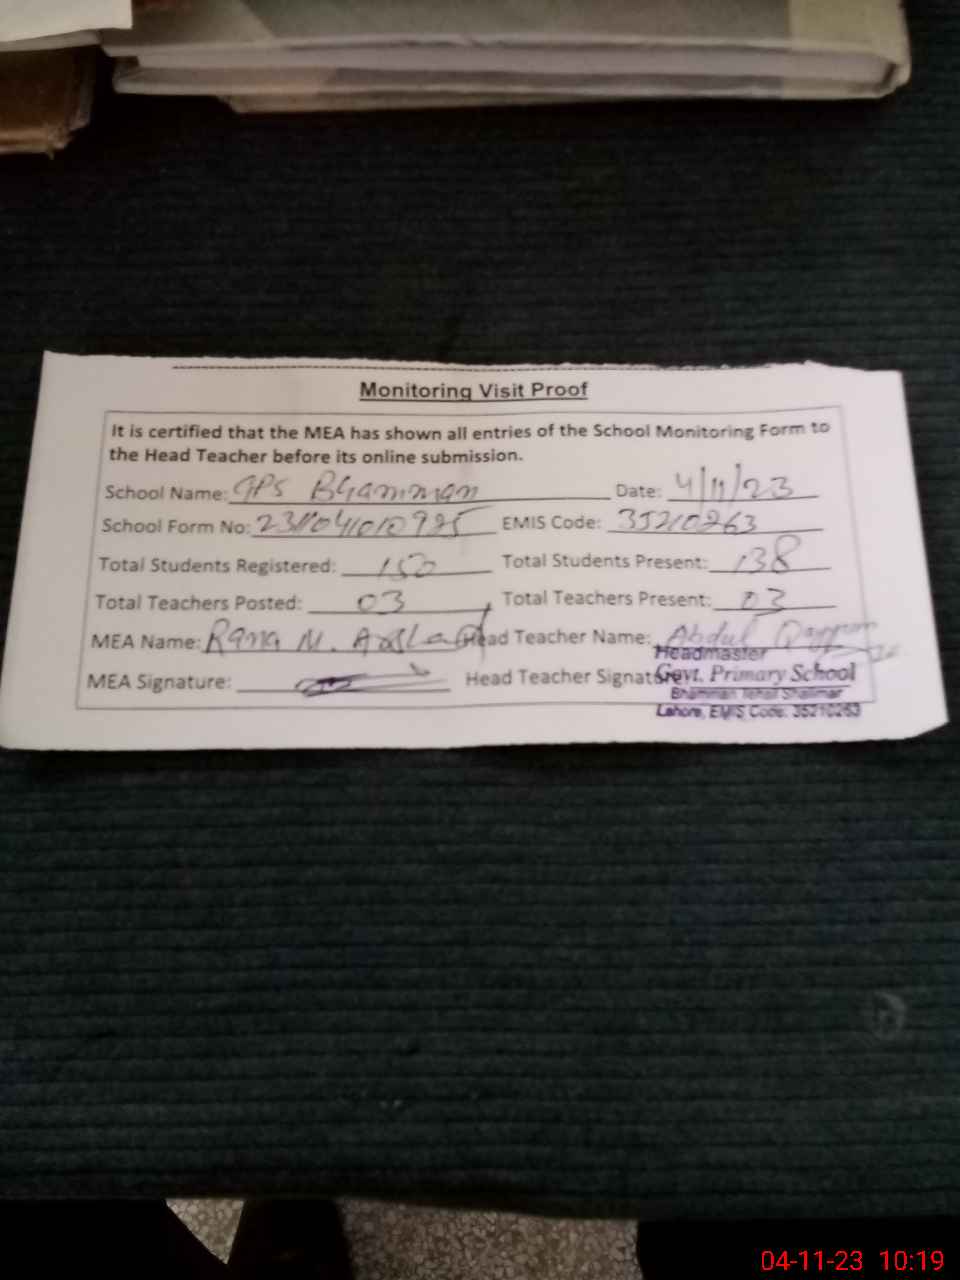 Monitoring Visit Proof
It is certified that the MEA has shown all entries of the School Monitoring Form to
the Head Teacher before its online submission.
School Name: GPS Bhamman Date: 4/11/23
School Form No: EMIS Code: 35210263
Total Students Registered: 150 Total Students Present: 138
Total Teachers Posted: 03 Total Teachers Present: 03
MEA Name: Rana M. Arslan Head Teacher Name: Abdul Qayyum
MEA Signature: Head Teacher Signature:
Headmaster
Govt. Primary School
Bhamman Tehsil Shalimar
Lahore, EMIS Code: 35210263
04-11-23 10:19